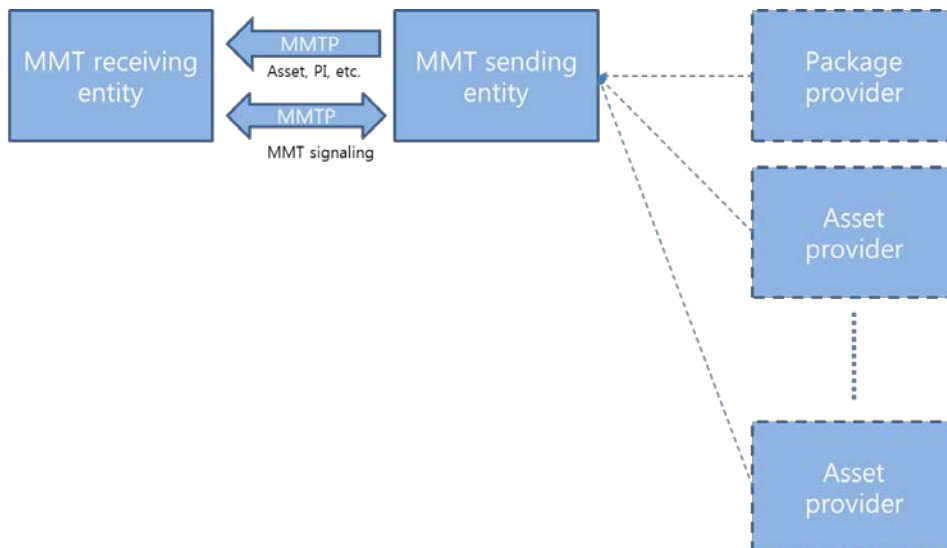 MMT receiving
entity
MMTP
Asset, PI, etc.
MMTP
MMT signaling
MMT sending
entity
Package
provider
Asset
provider
Asset
provider